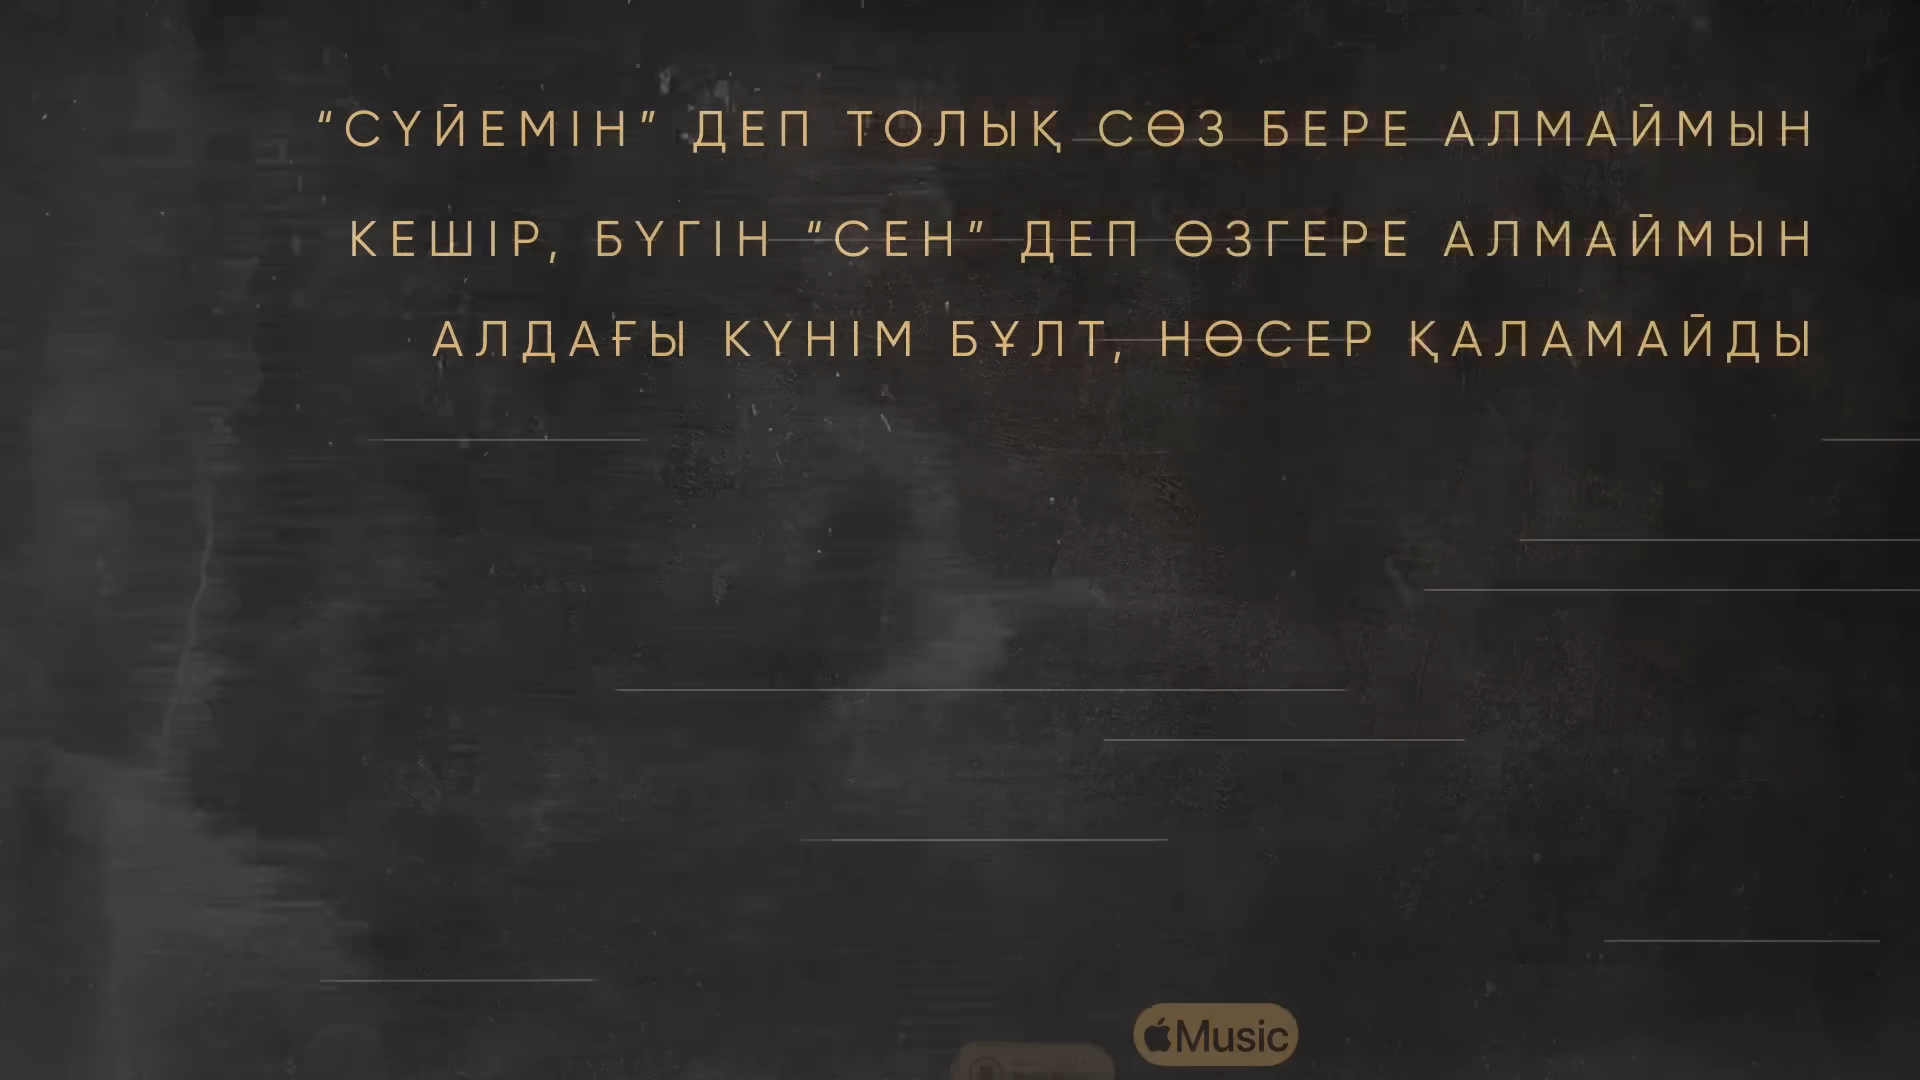 “СҮЙЕМІН” ДЕП ТОЛЫҚ СӨЗ БЕРЕ АЛМАЙМЫН
КЕШІР, БҮГІН “СЕН” ДЕП ӨЗГЕРЕ АЛМАЙМЫН
АЛДАҒЫ КҮНІМ БҰЛТ, НӨСЕР ҚАЛАМАЙДЫ
Music